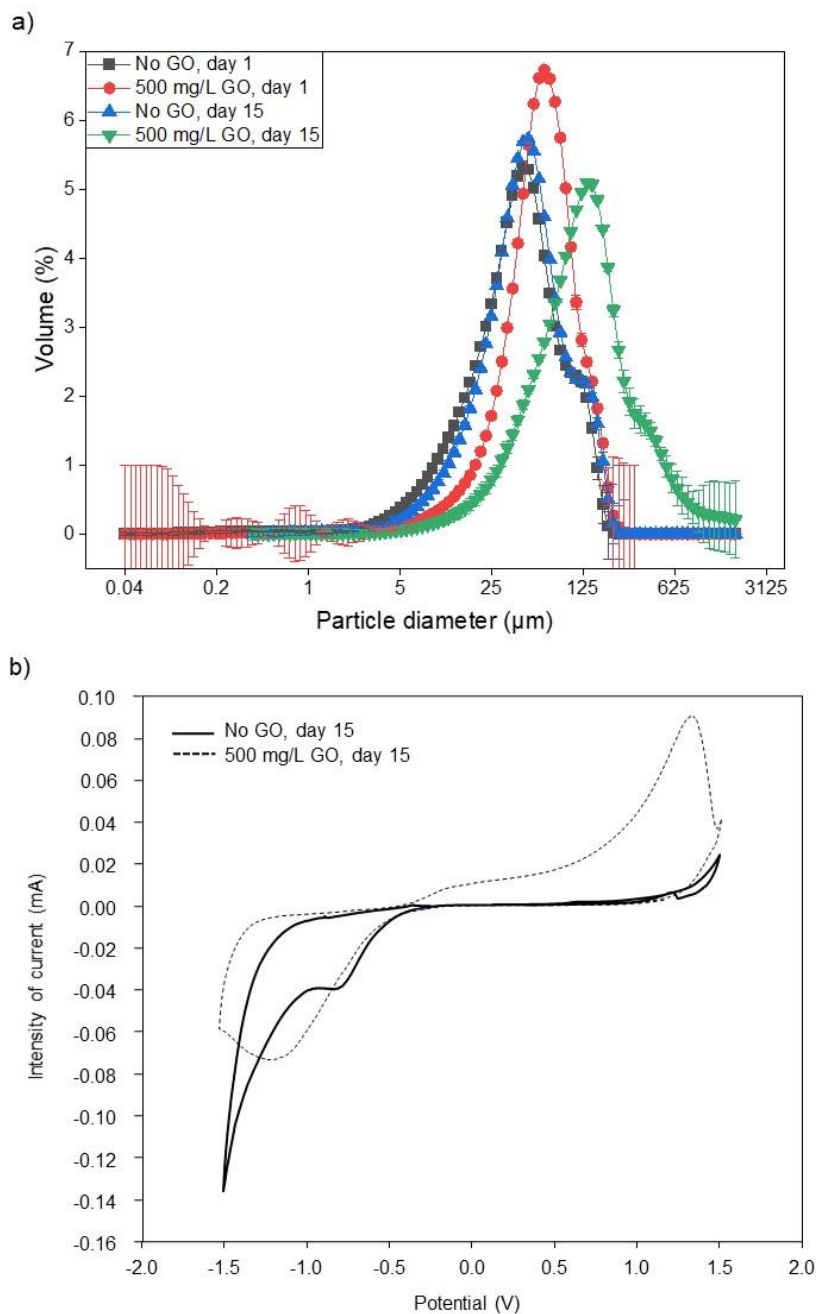 a)
7
6
5
4
3
2
1
0
Volume (%)
No GO, day 1
500 mg/L GO, day 1
No GO, day 15
500 mg/L GO, day 15
0.04 0.2 1 5 25 125 625 3125
Particle diameter (µm)
b)
0.10
0.08
0.06
0.04
0.02
0.00
-0.02
-0.04
-0.06
-0.08
-0.10
-0.12
-0.14
-0.16
Intensity of current (mA)
No GO, day 15
500 mg/L GO, day 15
-2.0 -1.5 -1.0 -0.5 0.0 0.5 1.0 1.5 2.0
Potential (V)